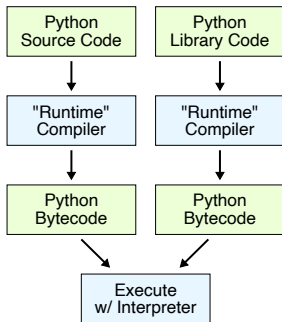 Python
Source Code
Python
Library Code
"Runtime"
Compiler
"Runtime"
Compiler
Python
Bytecode
Python
Bytecode
Execute
w/ Interpreter